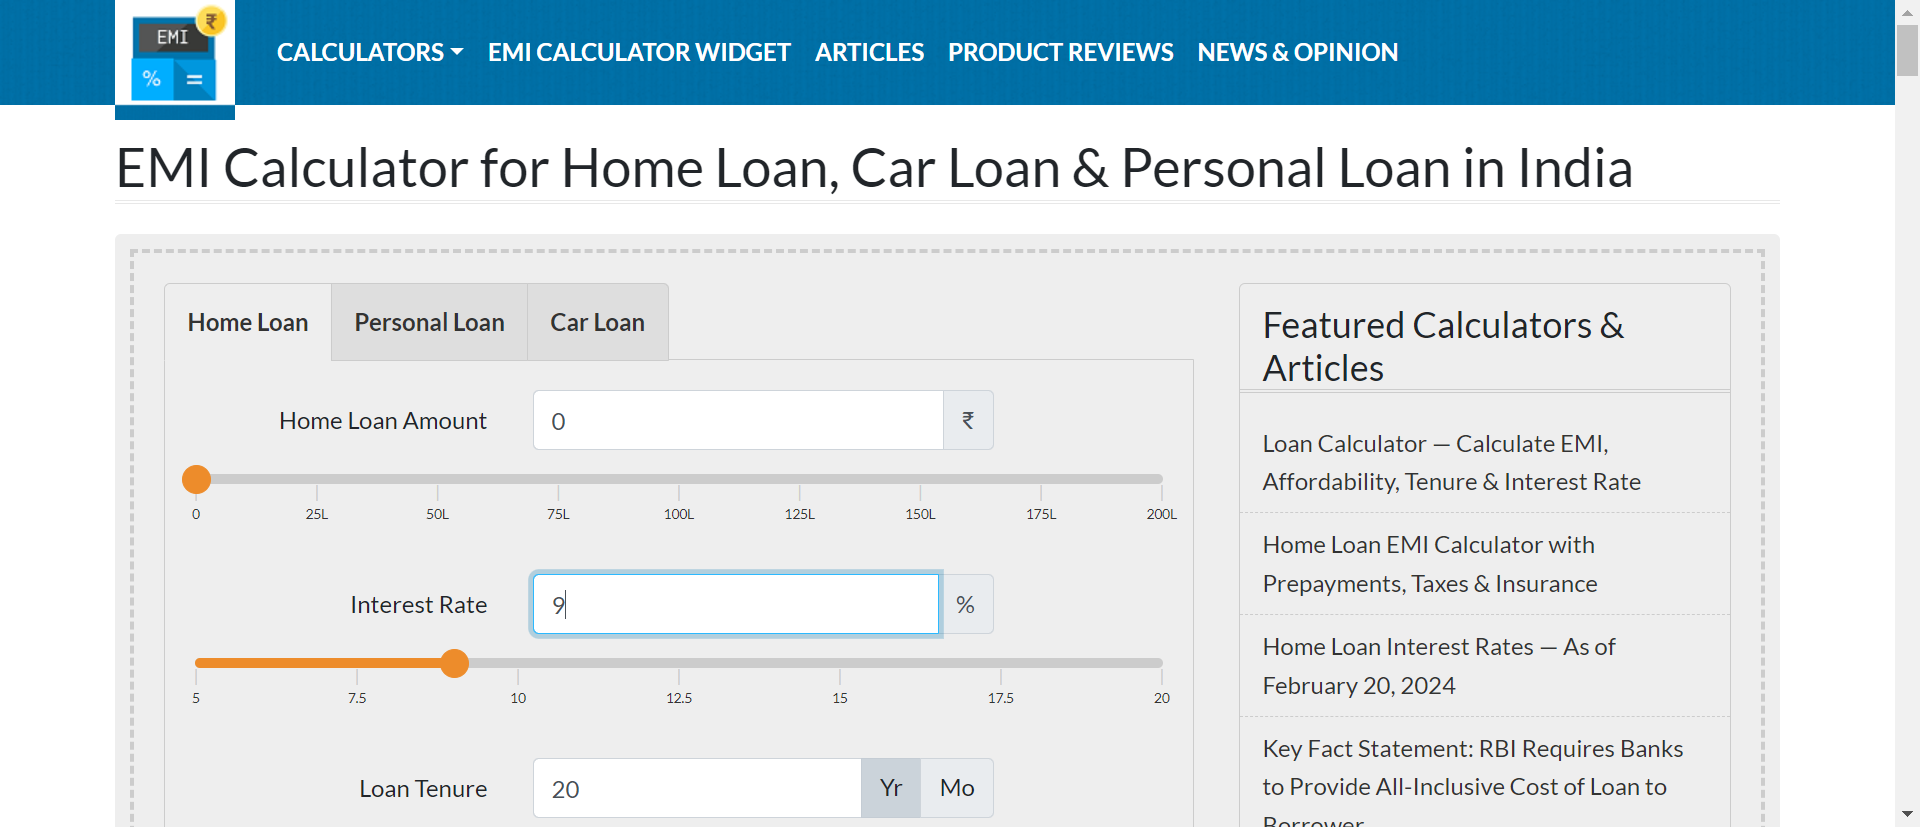 EMI
₹
%
=
CALCULATORS
EMI CALCULATOR WIDGET
ARTICLES
PRODUCT REVIEWS
NEWS & OPINION
EMI Calculator for Home Loan, Car Loan & Personal Loan in India
Home Loan
Personal Loan
Car Loan
Home Loan Amount
0
₹
0 25L 50L 75L 100L 125L 150L 175L 200L
Interest Rate
9
%
5 7.5 10 12.5 15 17.5 20
Loan Tenure
20
Yr
Mo
Featured Calculators &
Articles
Loan Calculator — Calculate EMI,
Affordability, Tenure & Interest Rate
Home Loan EMI Calculator with
Prepayments, Taxes & Insurance
Home Loan Interest Rates — As of
February 20, 2024
Key Fact Statement: RBI Requires Banks
to Provide All-Inclusive Cost of Loan to
Borrower